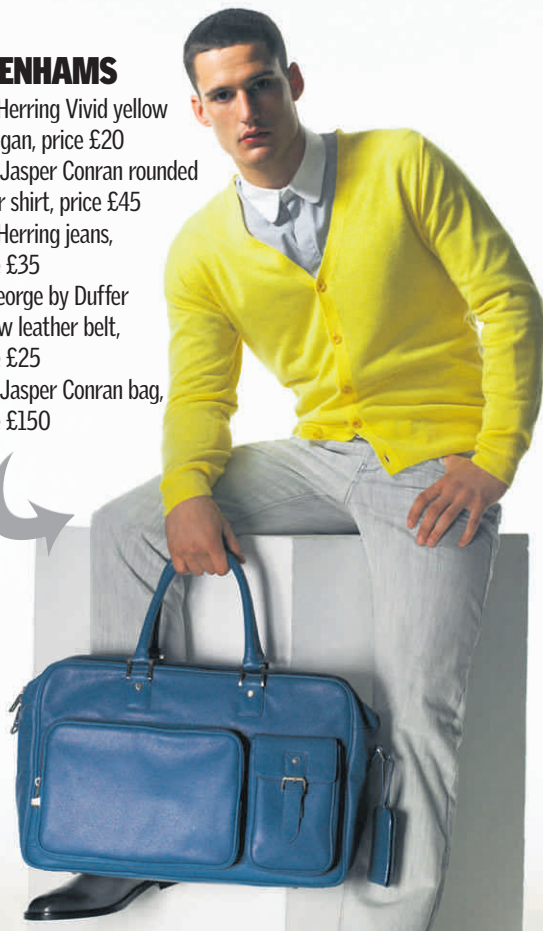 ENHAMS
Herring Vivid yellow
gan, price £20
Jasper Conran rounded
r shirt, price £45
Herring jeans,
£35
eorge by Duffer
w leather belt,
£25
Jasper Conran bag,
£150